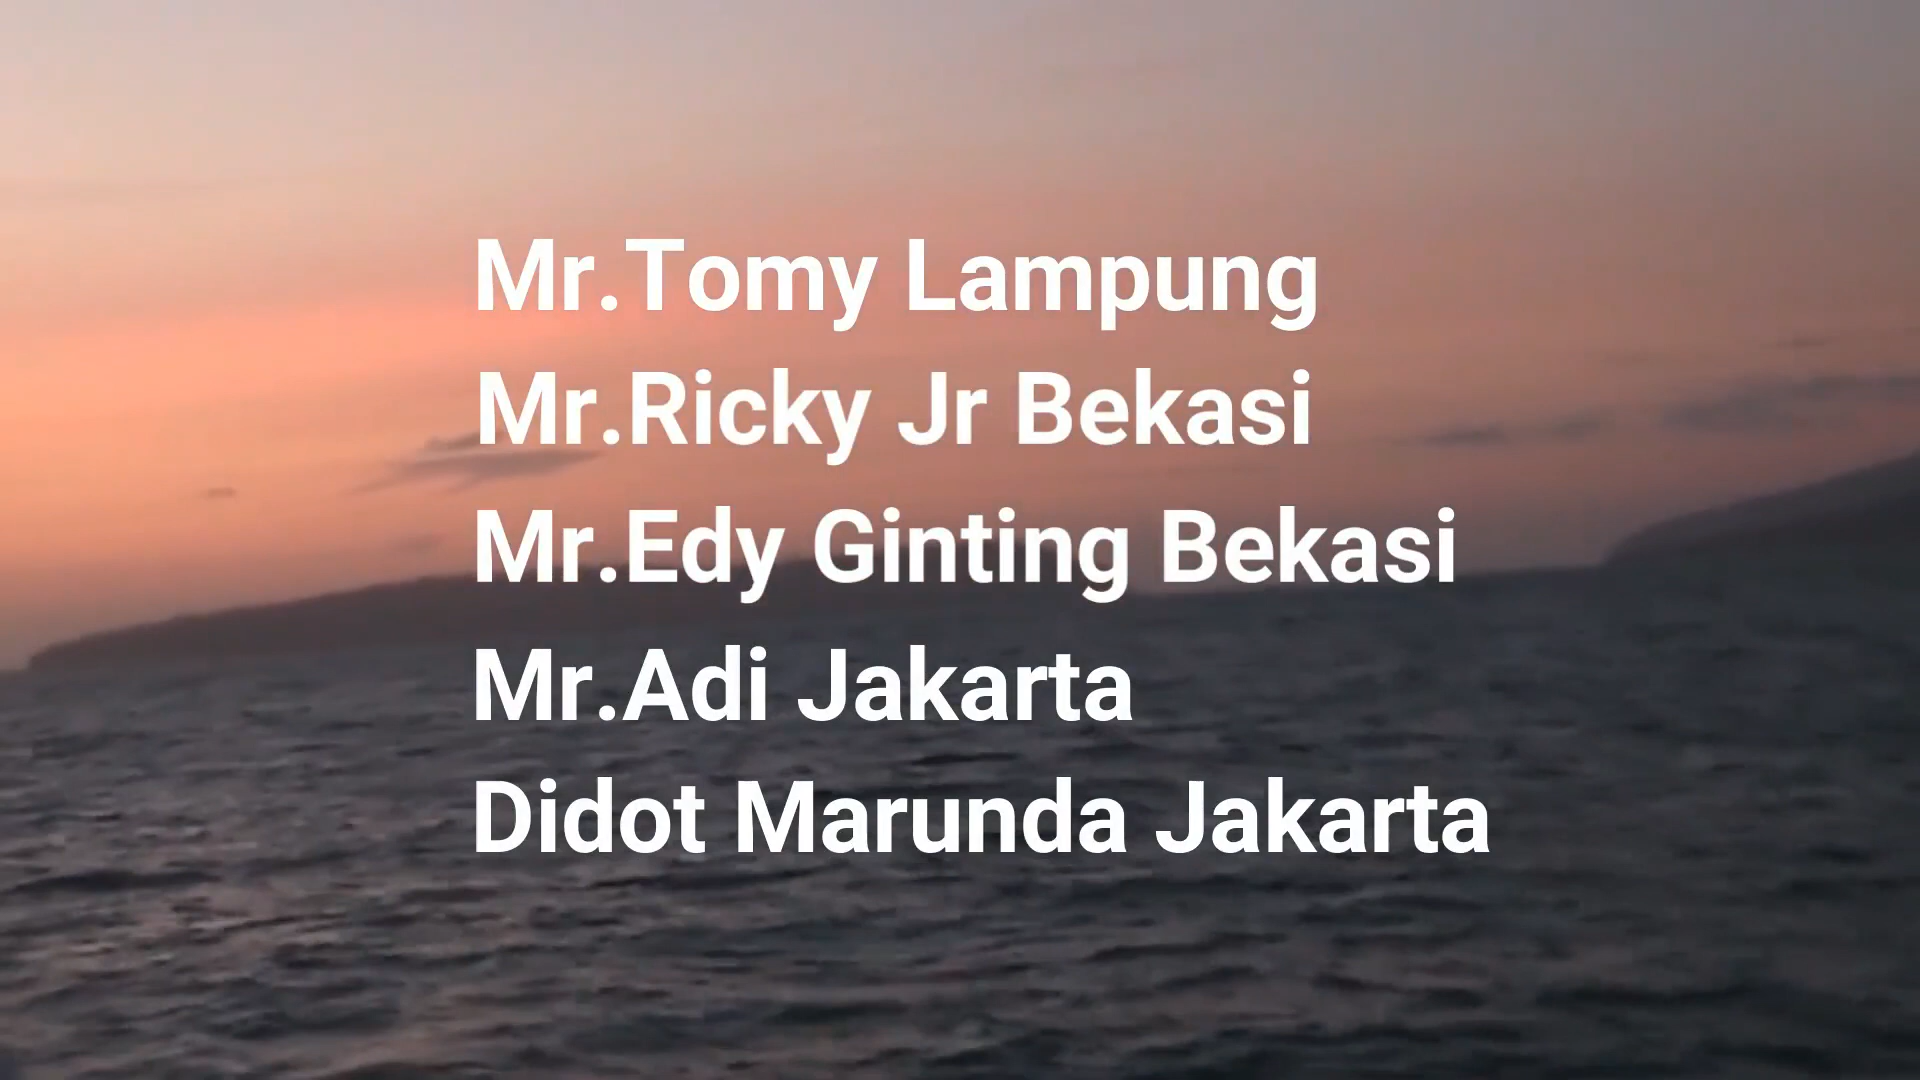 Mr.Tomy Lampung
Mr.Ricky Jr Bekasi
Mr.Edy Ginting Bekasi
Mr.Adi Jakarta
Didot Marunda Jakarta